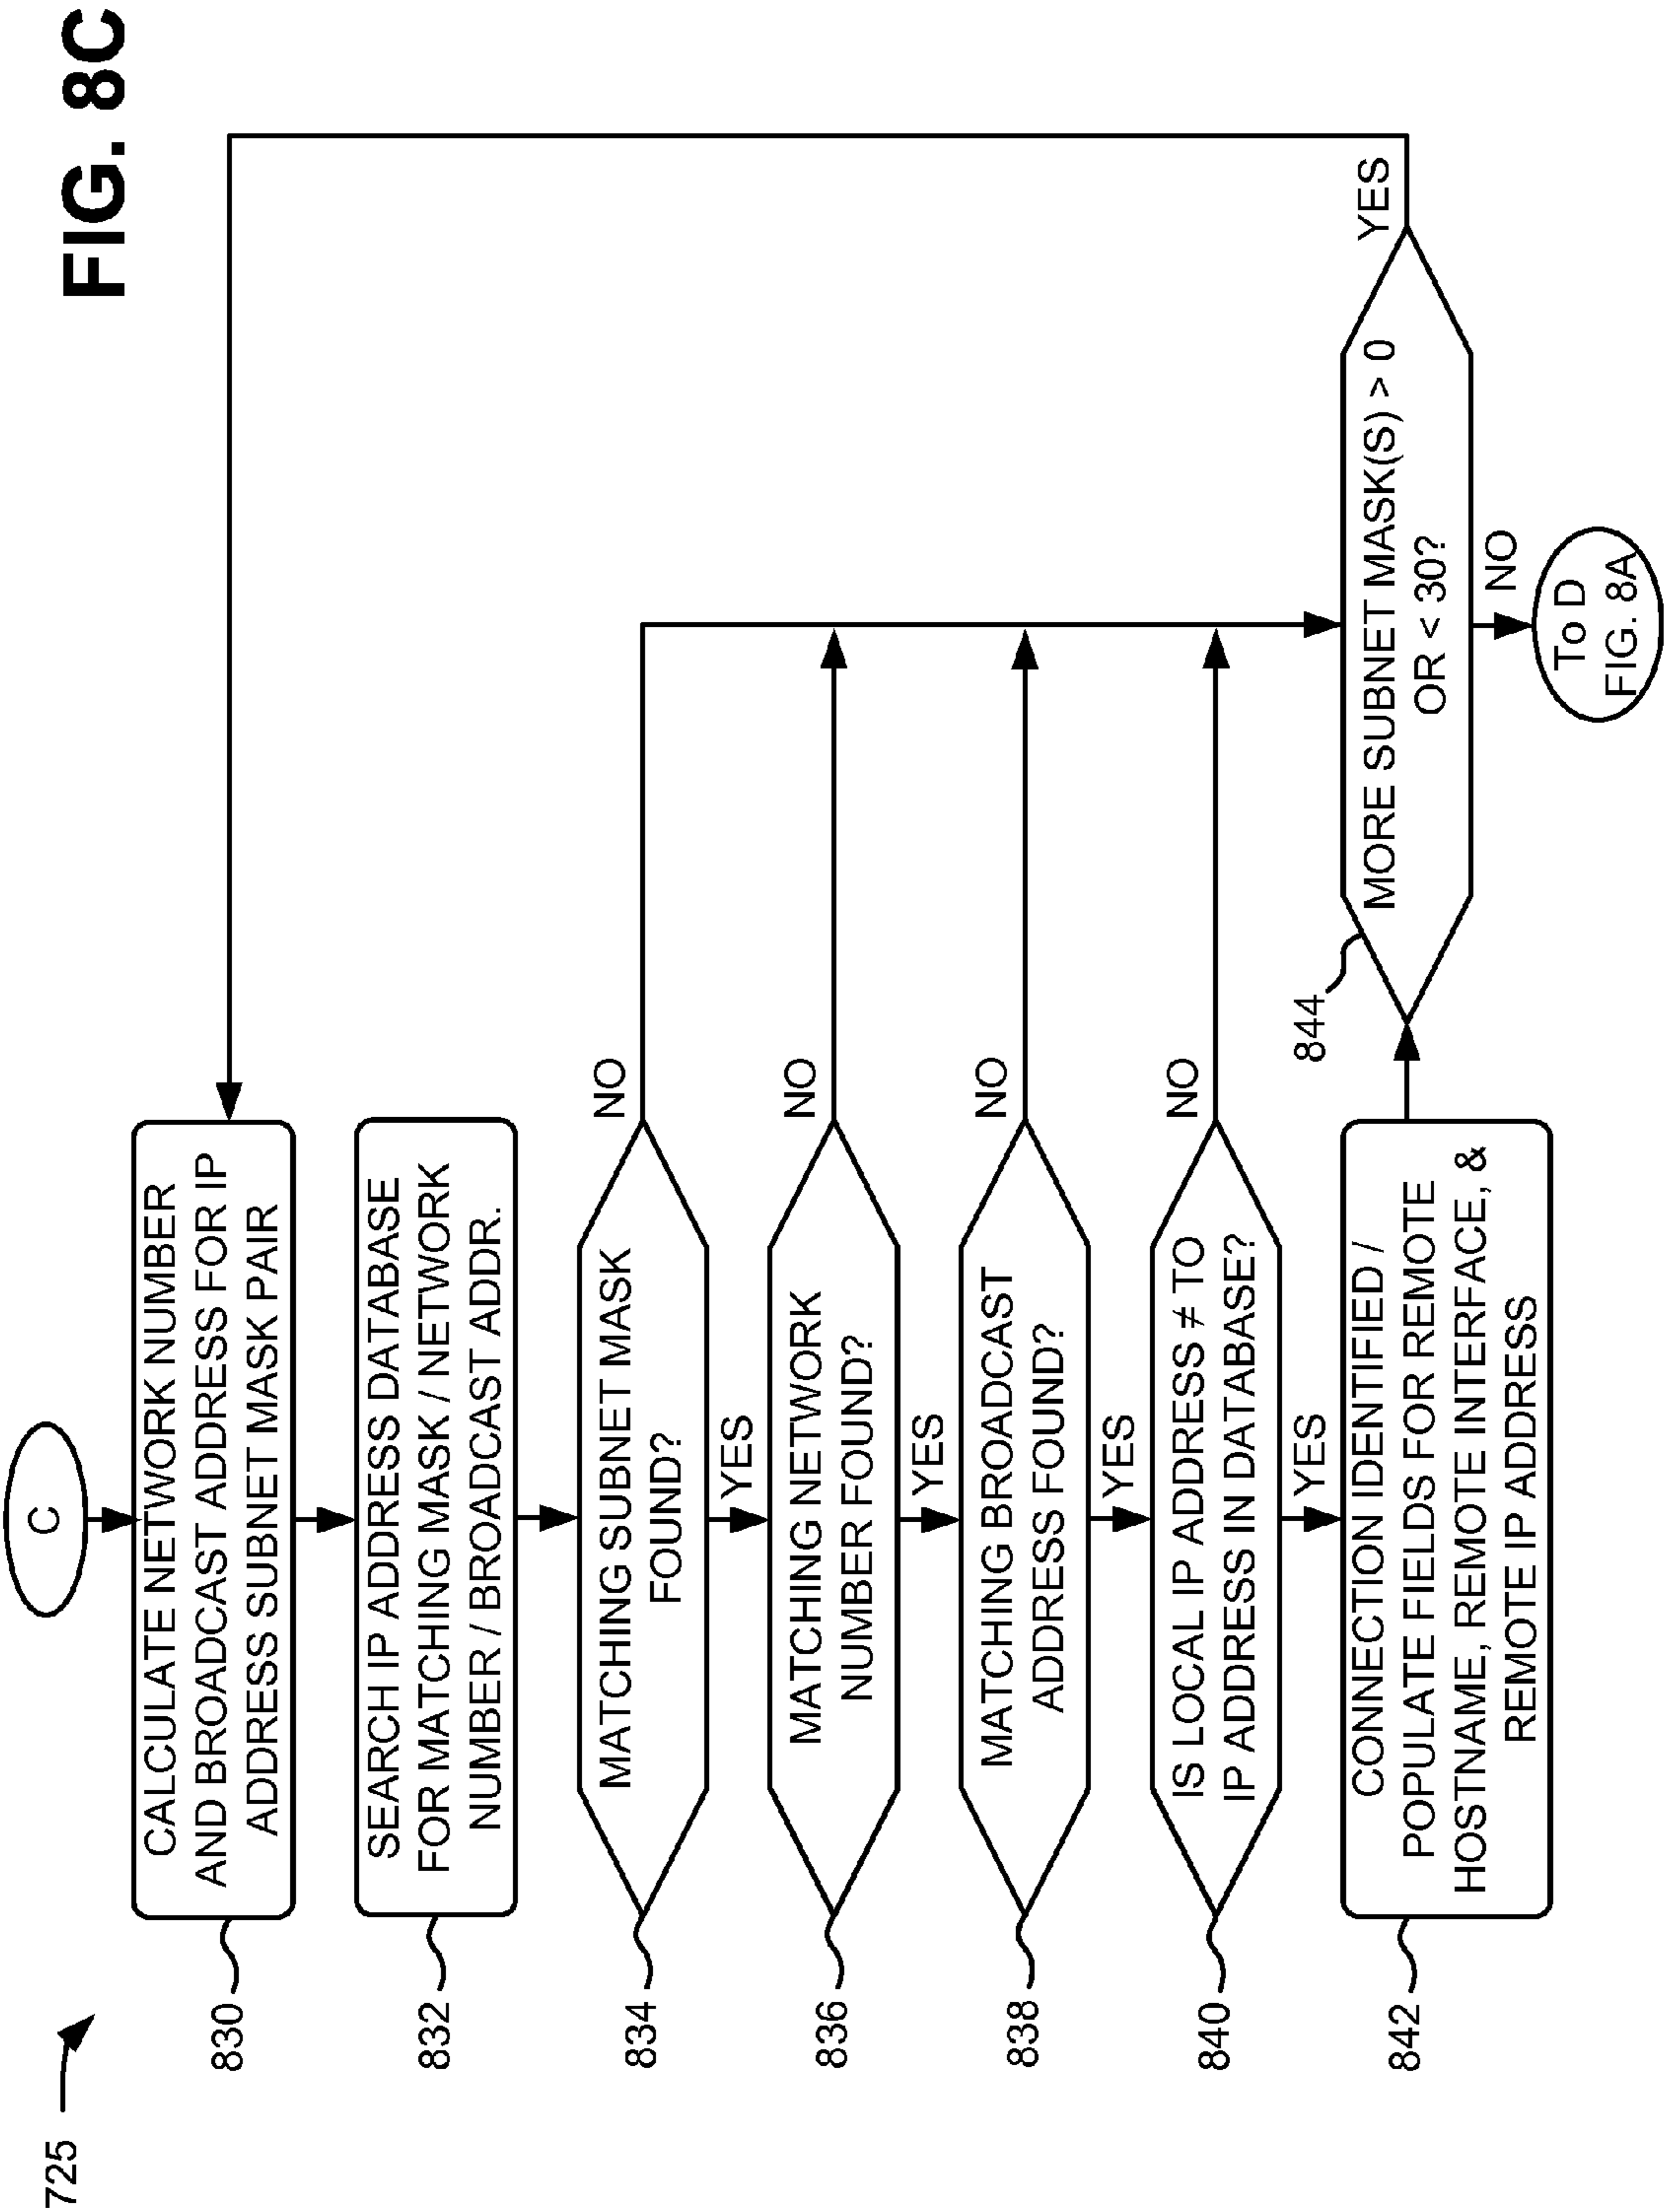 FIG. 8C
725
C
830
CALCULATE NETWORK NUMBER
AND BROADCAST ADDRESS FOR IP
ADDRESS SUBNET MASK PAIR
832
SEARCH IP ADDRESS DATABASE
FOR MATCHING MASK / NETWORK
NUMBER / BROADCAST ADDR.
834
MATCHING SUBNET MASK
FOUND?
NO
YES
836
MATCHING NETWORK
NUMBER FOUND?
NO
YES
838
MATCHING BROADCAST
ADDRESS FOUND?
NO
YES
840
IS LOCAL IP ADDRESS ≠ TO
IP ADDRESS IN DATABASE?
NO
YES
842
CONNECTION IDENTIFIED /
POPULATE FIELDS FOR REMOTE
HOSTNAME, REMOTE INTERFACE, &
REMOTE IP ADDRESS
844
MORE SUBNET MASK(S) > 0
OR < 30?
YES
NO
To D
FIG. 8A